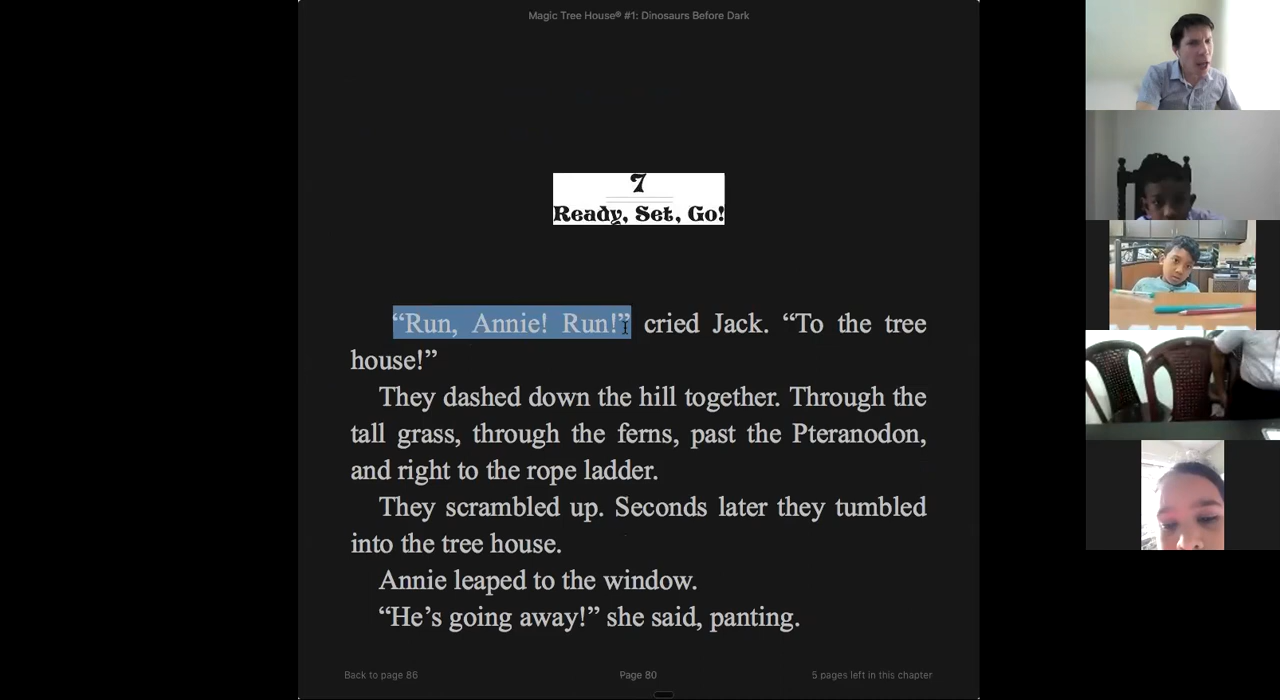 Magic Tree House® #1: Dinosaurs Before Dark
7
Ready, Set, Go!
“Run, Annie! Run!” cried Jack. “To the tree
house!”
They dashed down the hill together. Through the
tall grass, through the ferns, past the Pteranodon,
and right to the rope ladder.
They scrambled up. Seconds later they tumbled
into the tree house.
Annie leaped to the window.
“He’s going away!” she said, panting.
Back to page 86
Page 80
5 pages left in this chapter